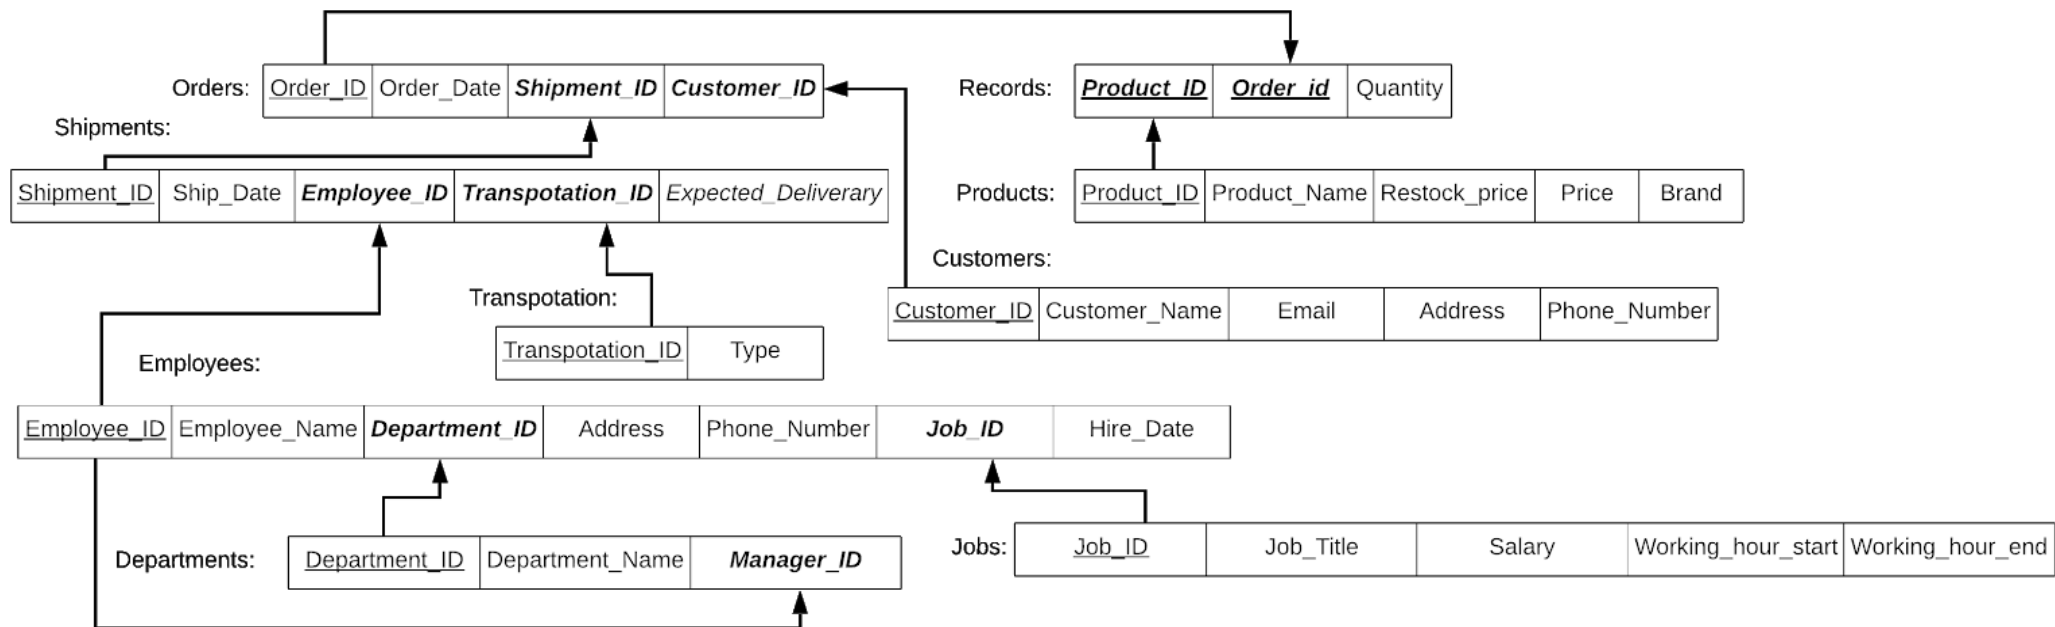 Orders: Order_ID Order_Date Shipment_ID Customer_ID
Records: Product_ID Order_id Quantity
Shipments:
Shipment_ID Ship_Date Employee_ID Transpotation_ID Expected_Deliverary
Products: Product_ID Product_Name Restock_price Price Brand
Customers:
Customer_ID Customer_Name Email Address Phone_Number
Transpotation:
Transpotation_ID Type
Employees:
Employee_ID Employee_Name Department_ID Address Phone_Number Job_ID Hire_Date
Departments: Department_ID Department_Name Manager_ID
Jobs: Job_ID Job_Title Salary Working_hour_start Working_hour_end